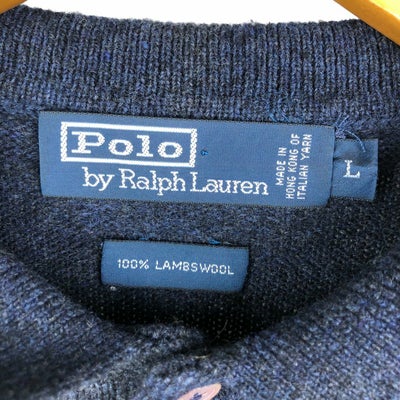 Polo
by Ralph Lauren
MADE IN
HONG KONG OF
ITALIAN YARN
L
100% LAMBSWOOL